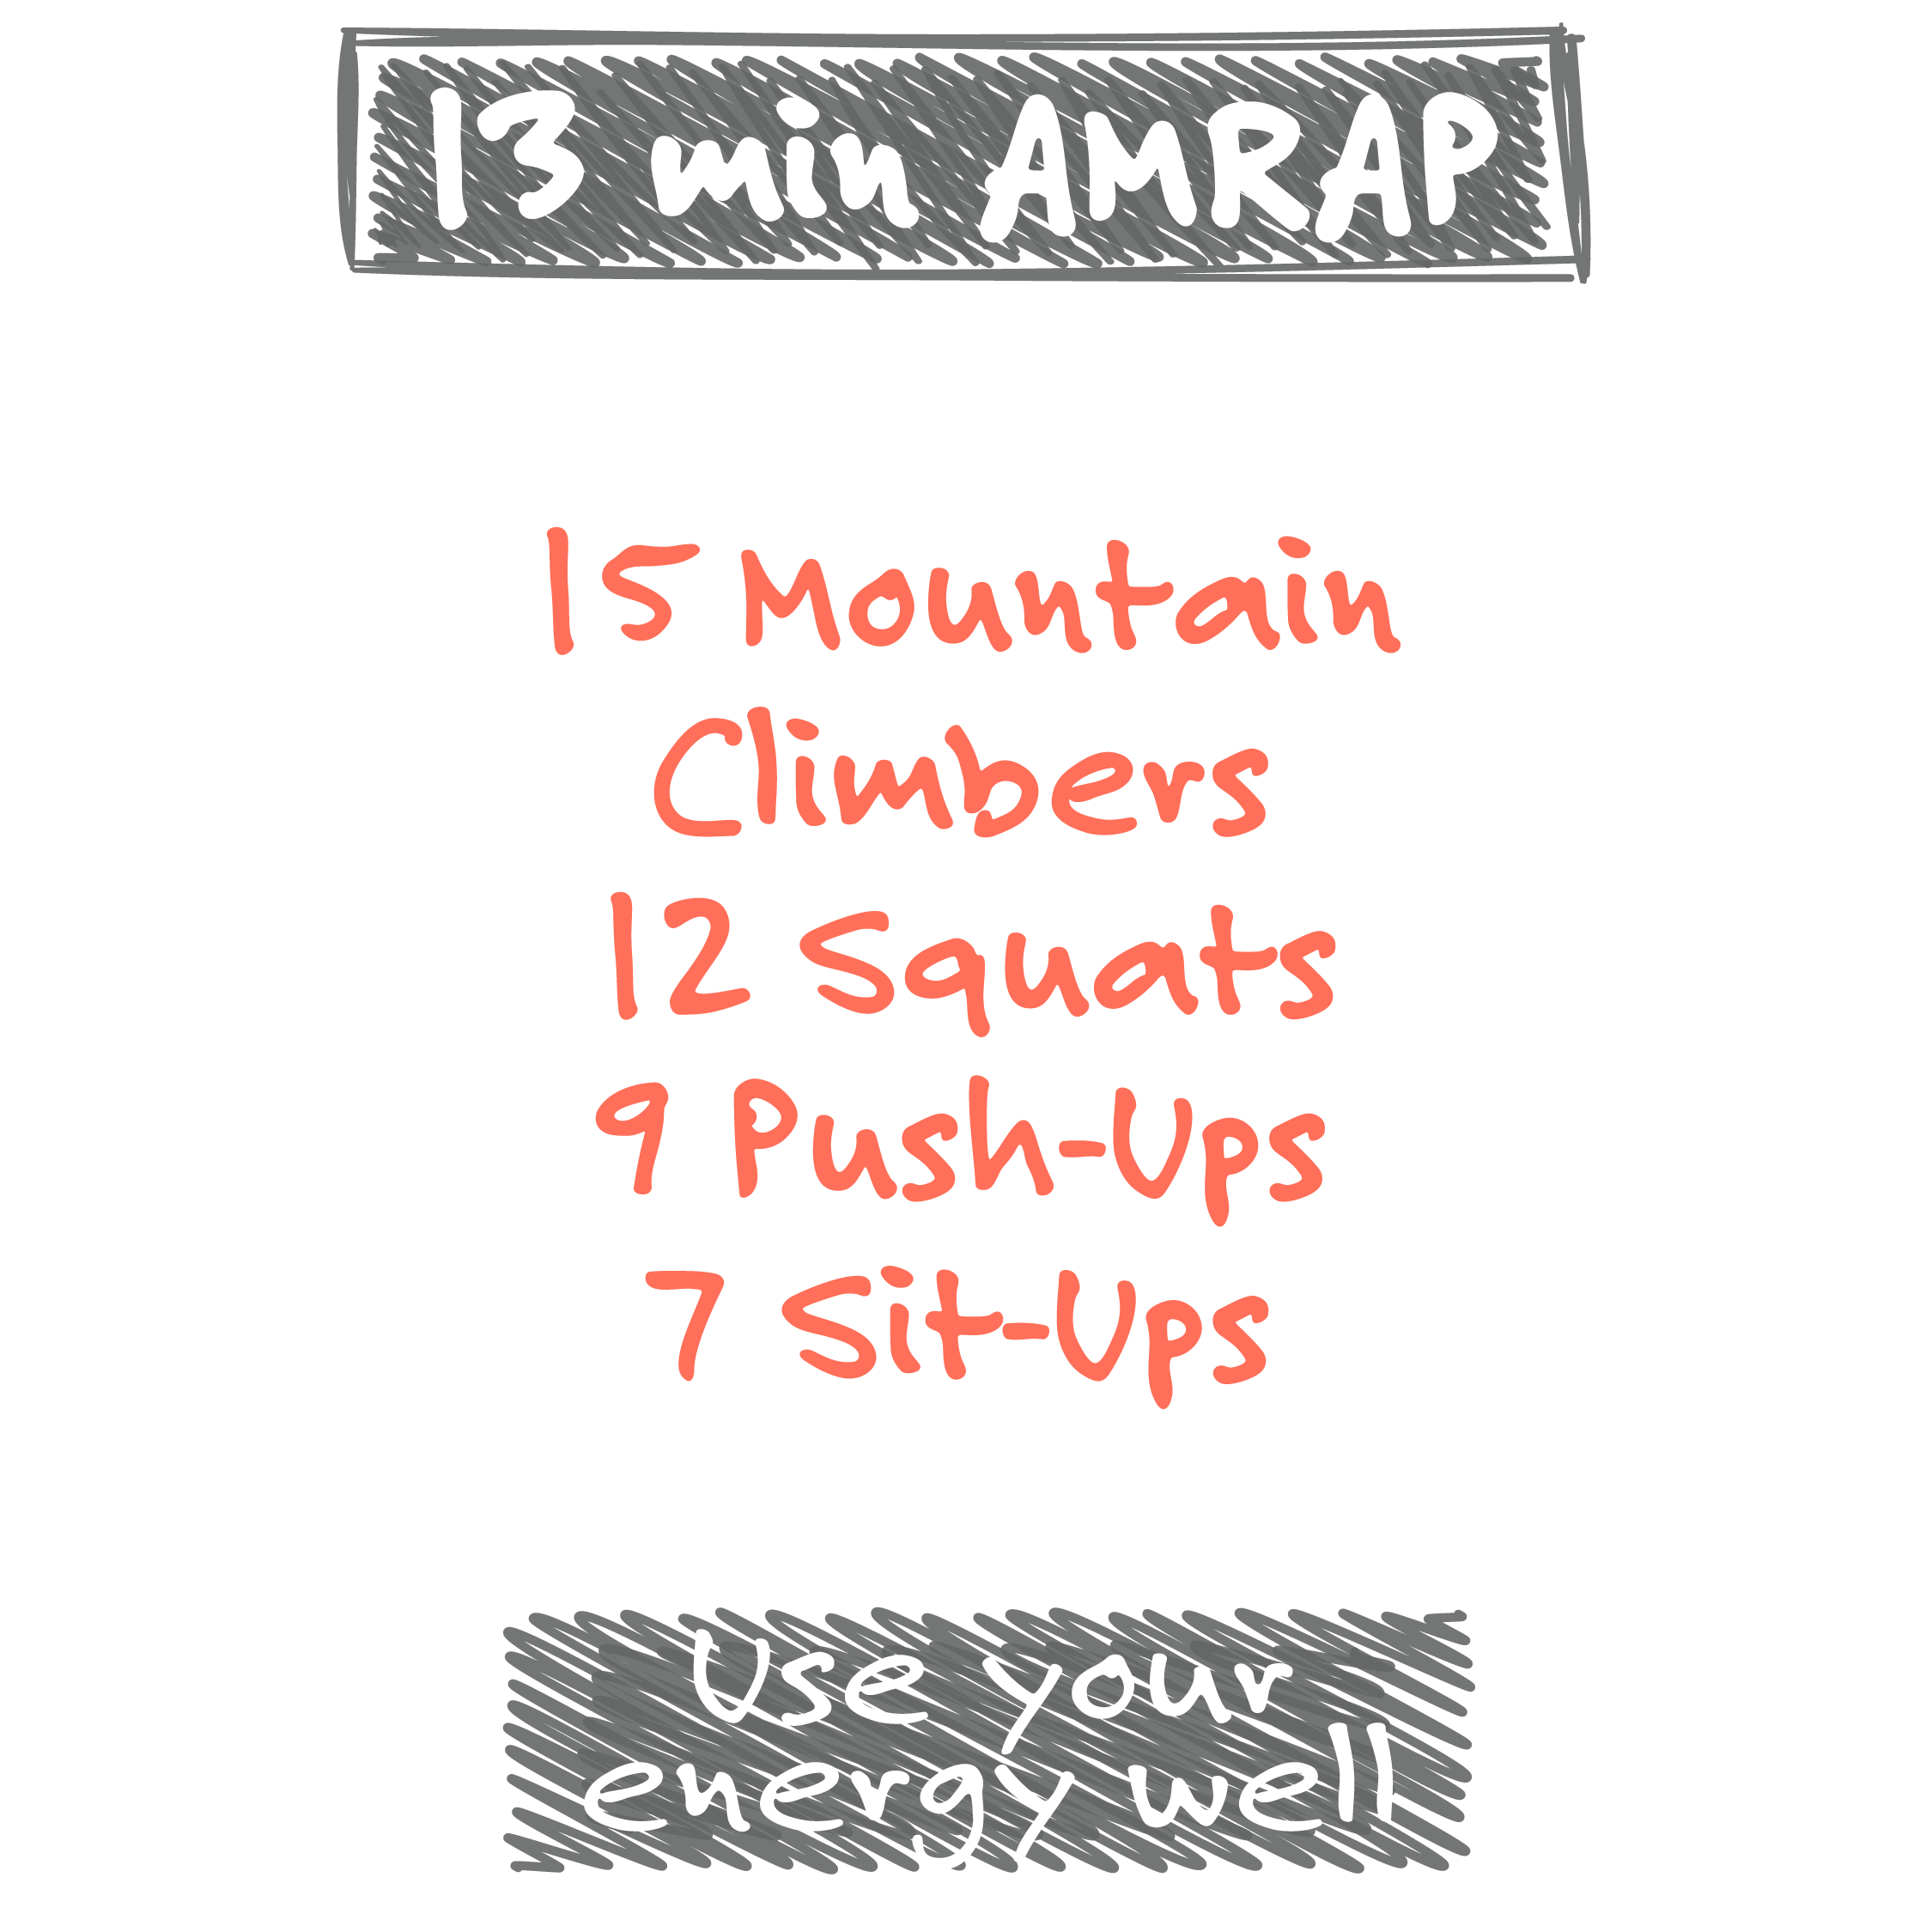 13 min AMRAP
15 Mountain
Climbers
12 Squats
9 Push-Ups
7 Sit-Ups
Use your
energy well